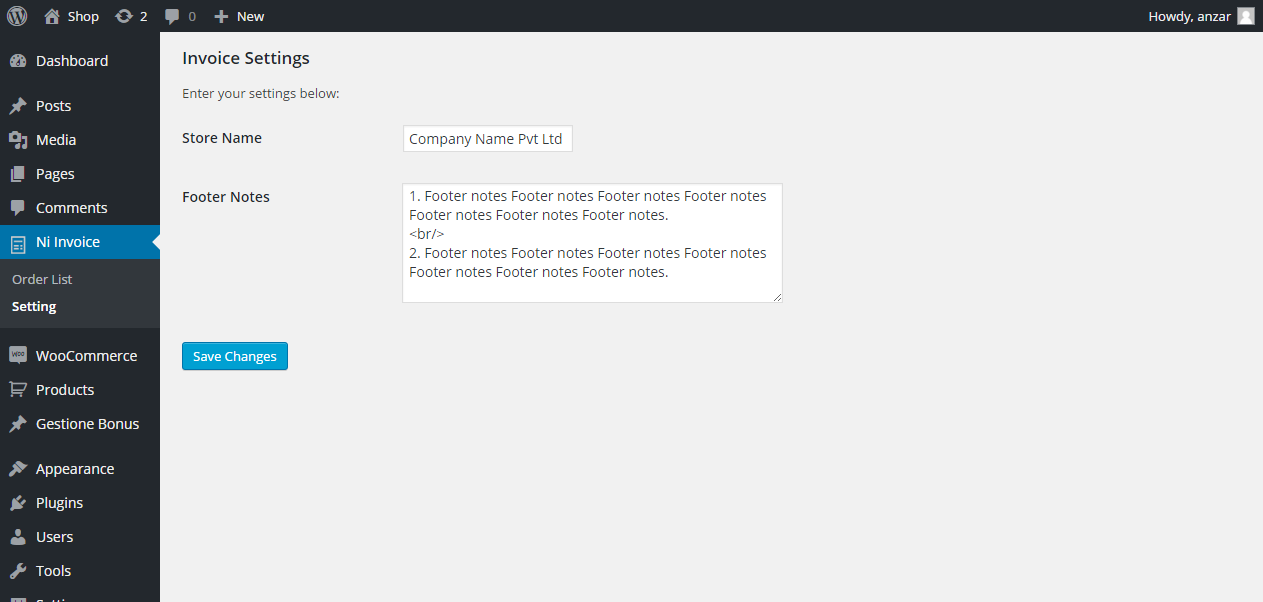 Shop 2 0 New Howdy, anzar
Dashboard
Posts
Media
Pages
Comments
Ni Invoice
Order List
Setting
WooCommerce
Products
Gestione Bonus
Appearance
Plugins
Users
Tools
Invoice Settings
Enter your settings below:
Store Name
Company Name Pvt Ltd
Footer Notes
1. Footer notes Footer notes Footer notes Footer notes
Footer notes Footer notes Footer notes.
<br/>
2. Footer notes Footer notes Footer notes Footer notes
Footer notes Footer notes Footer notes.
Save Changes